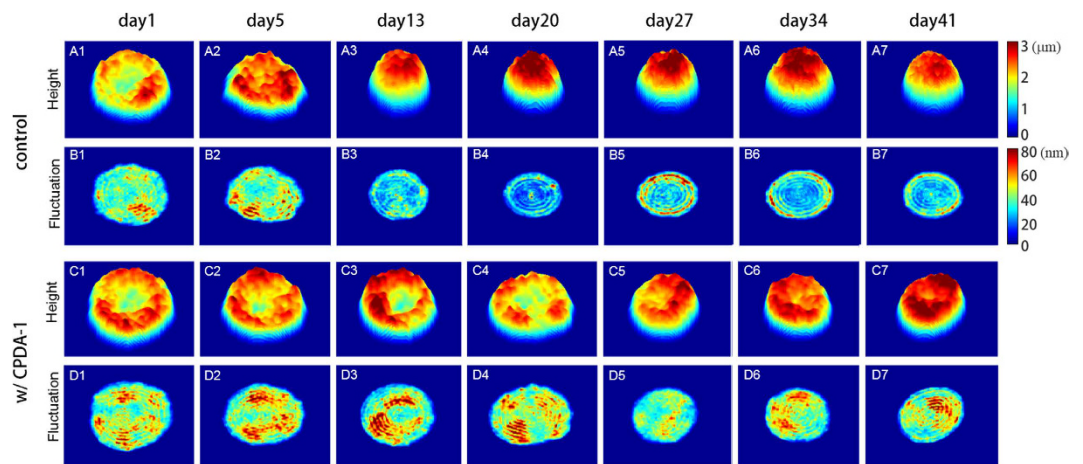 day1 day5 day13 day20 day27 day34 day41
control
Height
A1 A2 A3 A4 A5 A6 A7
3 (μm)
2
1
0
Fluctuation
B1 B2 B3 B4 B5 B6 B7
80 (nm)
60
40
20
0
w/ CPDA-1
Height
C1 C2 C3 C4 C5 C6 C7
Fluctuation
D1 D2 D3 D4 D5 D6 D7